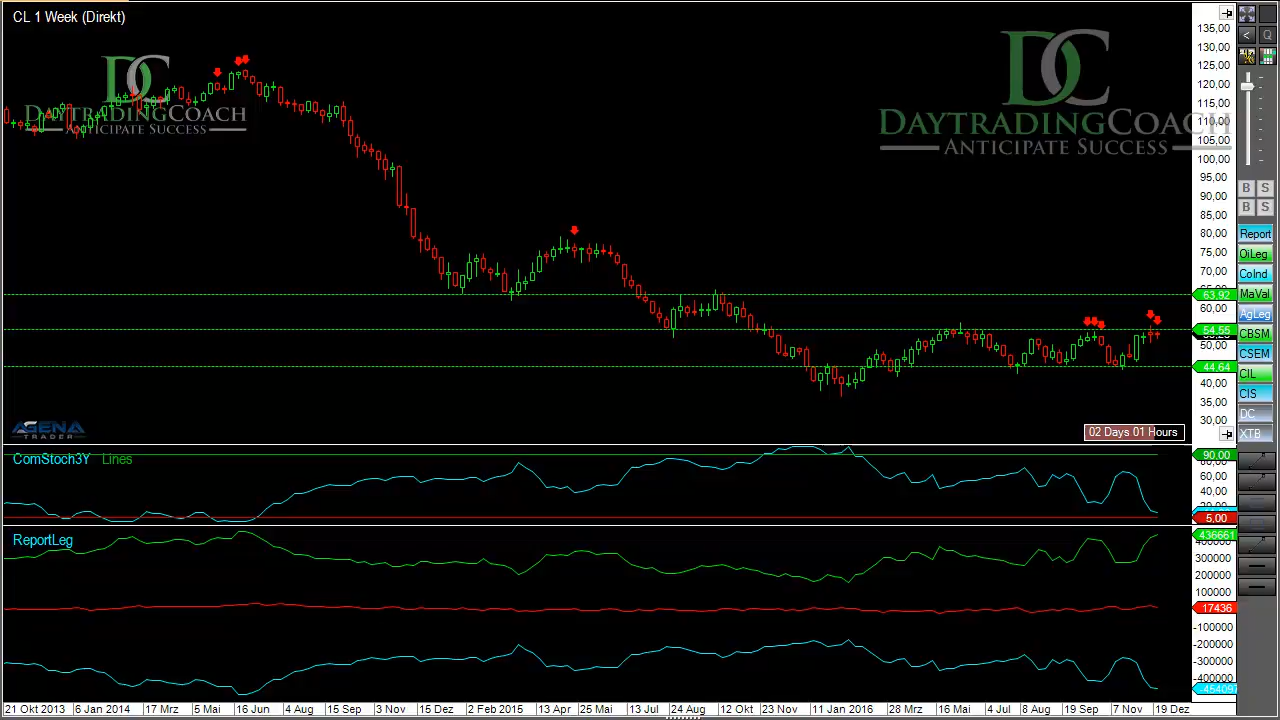 CL 1 Week (Direkt)
DC
DAYTRADINGCOACH
ANTICIPATE SUCCESS
DC
DAYTRADINGCOACH
ANTICIPATE SUCCESS
135,00
130,00
125,00
120,00
115,00
110,00
105,00
100,00
95,00
90,00
85,00
80,00
75,00
70,00
63,92
60,00
54,55
50,00
44,64
40,00
35,00
30,00
AGENA
TRADER
02 Days 01 Hours
ComStoch3Y Lines
90,00
60,00
40,00
5,00
ReportLeg
436661
300000
200000
100000
17436
-100000
-200000
-300000
-400000
-454097
21 Okt 2013 6 Jan 2014 17 Mrz 5 Mai 16 Jun 4 Aug 15 Sep 3 Nov 15 Dez 2 Feb 2015 13 Apr 25 Mai 13 Jul 24 Aug 12 Okt 23 Nov 11 Jan 2016 28 Mrz 16 Mai 4 Jul 8 Aug 19 Sep 7 Nov 19 Dez
< Q
B S
B S
Report
OiLeg
CoInd
MaVal
AgLeg
CBSM
CSEM
CIL
CIS
DC
XTB